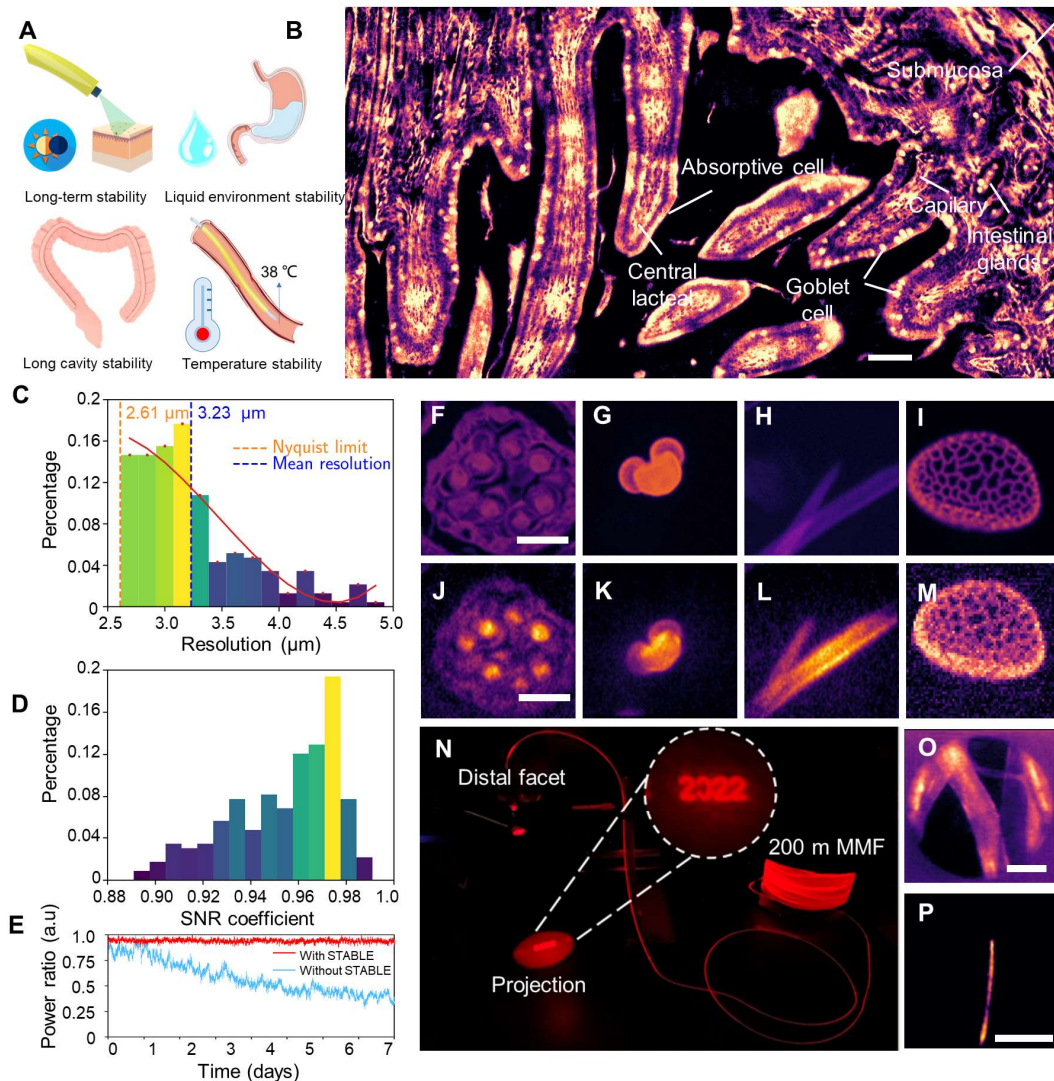 A
B
Long-term stability
Liquid environment stability
38 ℃
Long cavity stability
Temperature stability
Submucosa
Absorptive cell
Capilary
Intestinal
glands
Central
lacteal
Goblet
cell
C
0.2
0.16
0.12
0.08
0.04
0
Percentage
2.61 μm
3.23 μm
Nyquist limit
Mean resolution
2.5
3.0
3.5
4.0
4.5
5.0
Resolution (μm)
D
0.2
0.12
0.08
0.04
0
Percentage
0.88
0.90
0.92
0.94
0.96
0.98
1.0
SNR coefficient
E
1.0
0.75
0.5
0.25
0
Power ratio (a.u)
With STABLE
Without STABLE
0
1
2
3
4
5
6
7
Time (days)
F
G
H
I
J
K
L
M
N
Distal facet
2022
200 m MMF
Projection
O
P